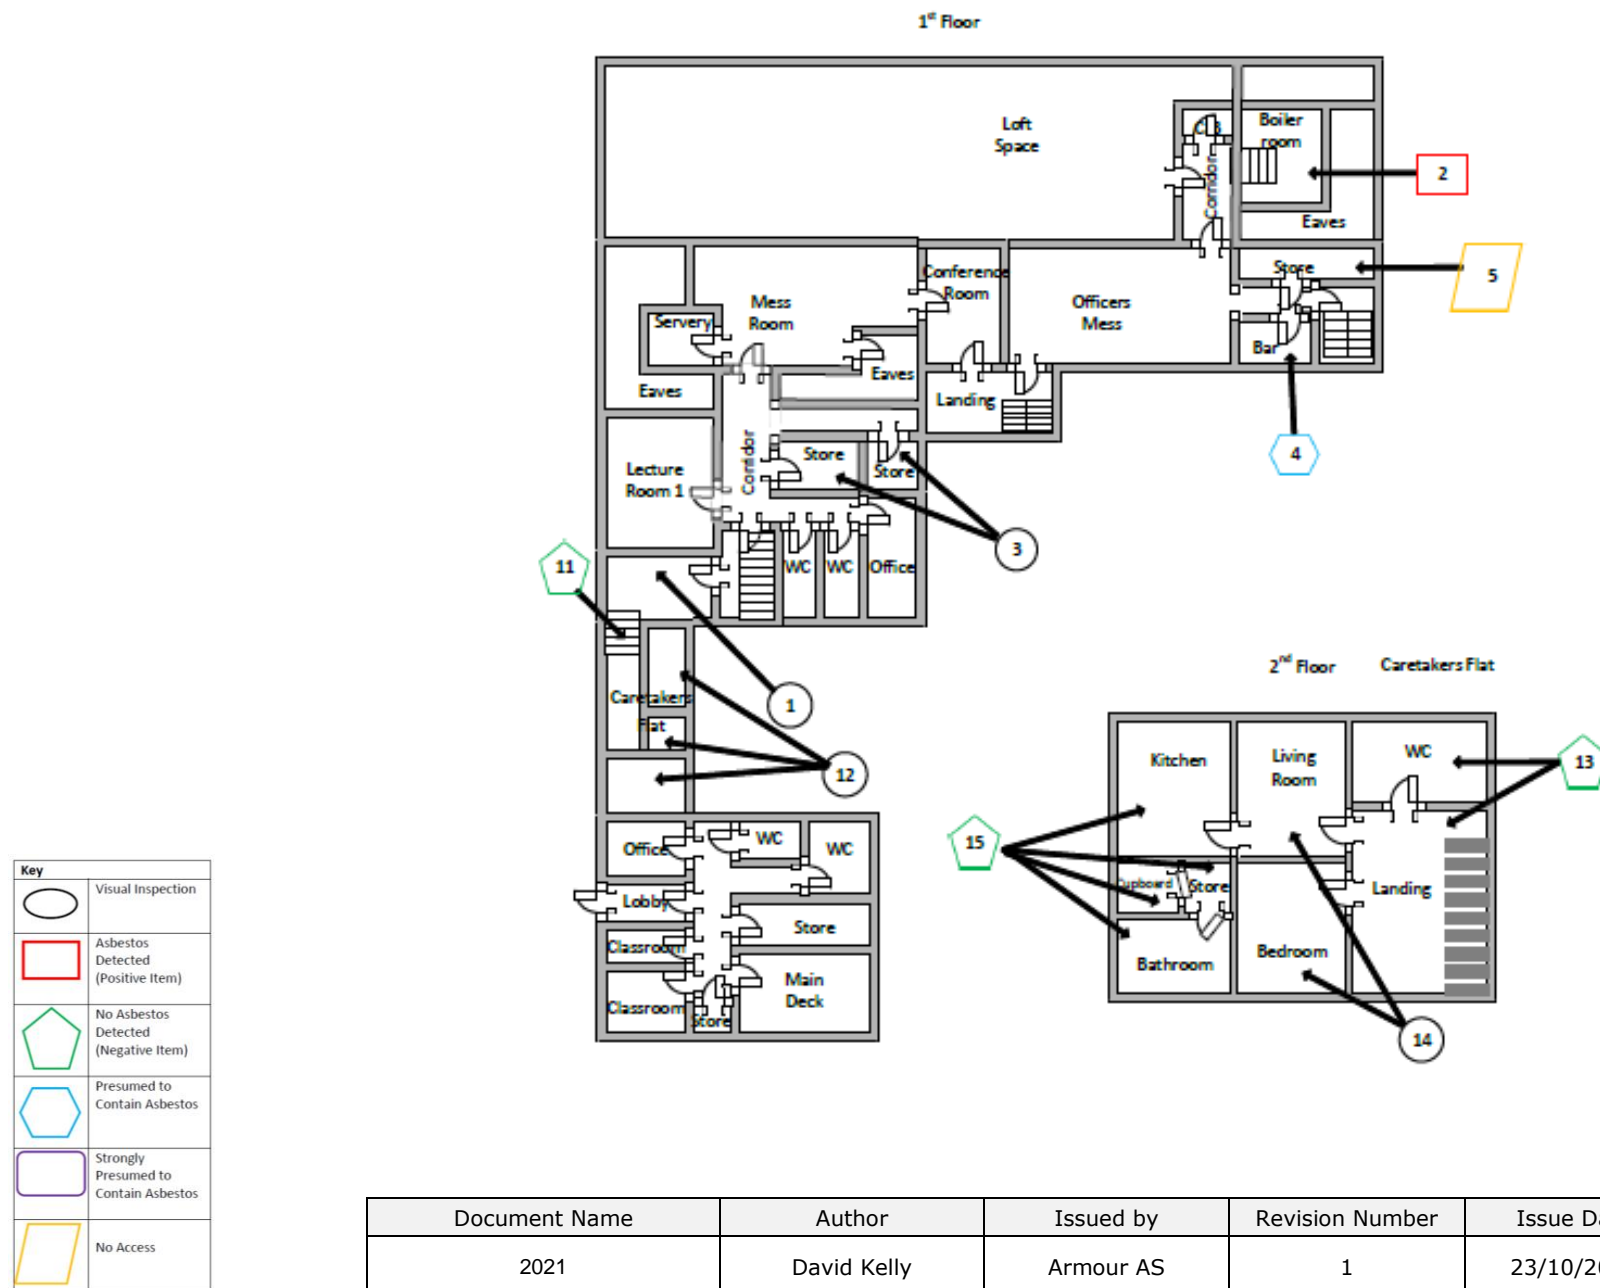 1st Floor
Loft
Space
Boiler
room
Corridor
2
Eaves
Store
5
Conference
Room
Officers
Mess
Mess
Room
Servery
Bar
Eaves
Eaves
Landing
4
Lecture
Room 1
Corridor
Store
Store
3
11
WC
WC
Office
2nd Floor
Caretakers Flat
Caretakers
Flat
1
12
Kitchen
Living
Room
WC
13
15
Cupboard
Store
Landing
Bathroom
Bedroom
14
Office
WC
WC
Lobby
Store
Classroom
Main
Deck
Classroom
Store
Key
Visual Inspection
Asbestos
Detected
(Positive Item)
No Asbestos
Detected
(Negative Item)
Presumed to
Contain Asbestos
Strongly
Presumed to
Contain Asbestos
No Access
Document Name Author Issued by Revision Number Issue Da
2021 David Kelly Armour AS 1 23/10/20